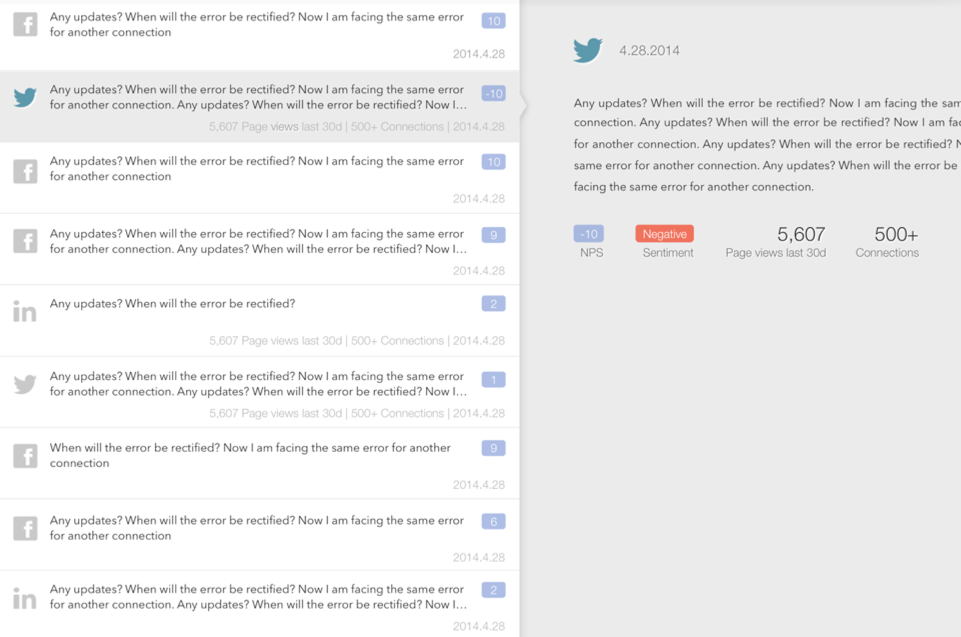 Any updates? When will the error be rectified? Now I am facing the same error
for another connection
10
2014.4.28
Any updates? When will the error be rectified? Now I am facing the same error
for another connection. Any updates? When will the error be rectified? Now I...
-10
5,607 Page views last 30d | 500+ Connections | 2014.4.28
Any updates? When will the error be rectified? Now I am facing the same error
for another connection
10
2014.4.28
Any updates? When will the error be rectified? Now I am facing the same error
for another connection. Any updates? When will the error be rectified? Now I...
9
2014.4.28
in
Any updates? When will the error be rectified?
2
5,607 Page views last 30d | 500+ Connections | 2014.4.28
Any updates? When will the error be rectified? Now I am facing the same error
for another connection. Any updates? When will the error be rectified? Now I...
1
5,607 Page views last 30d | 500+ Connections | 2014.4.28
When will the error be rectified? Now I am facing the same error for another
connection
9
2014.4.28
Any updates? When will the error be rectified? Now I am facing the same error
for another connection
6
2014.4.28
in
Any updates? When will the error be rectified? Now I am facing the same error
for another connection. Any updates? When will the error be rectified? Now I...
2
2014.4.28
4.28.2014
Any updates? When will the error be rectified? Now I am facing the sam
connection. Any updates? When will the error be rectified? Now I am fac
for another connection. Any updates? When will the error be rectified? N
same error for another connection. Any updates? When will the error be
facing the same error for another connection.
-10 Negative 5,607 500+
NPS Sentiment Page views last 30d Connections